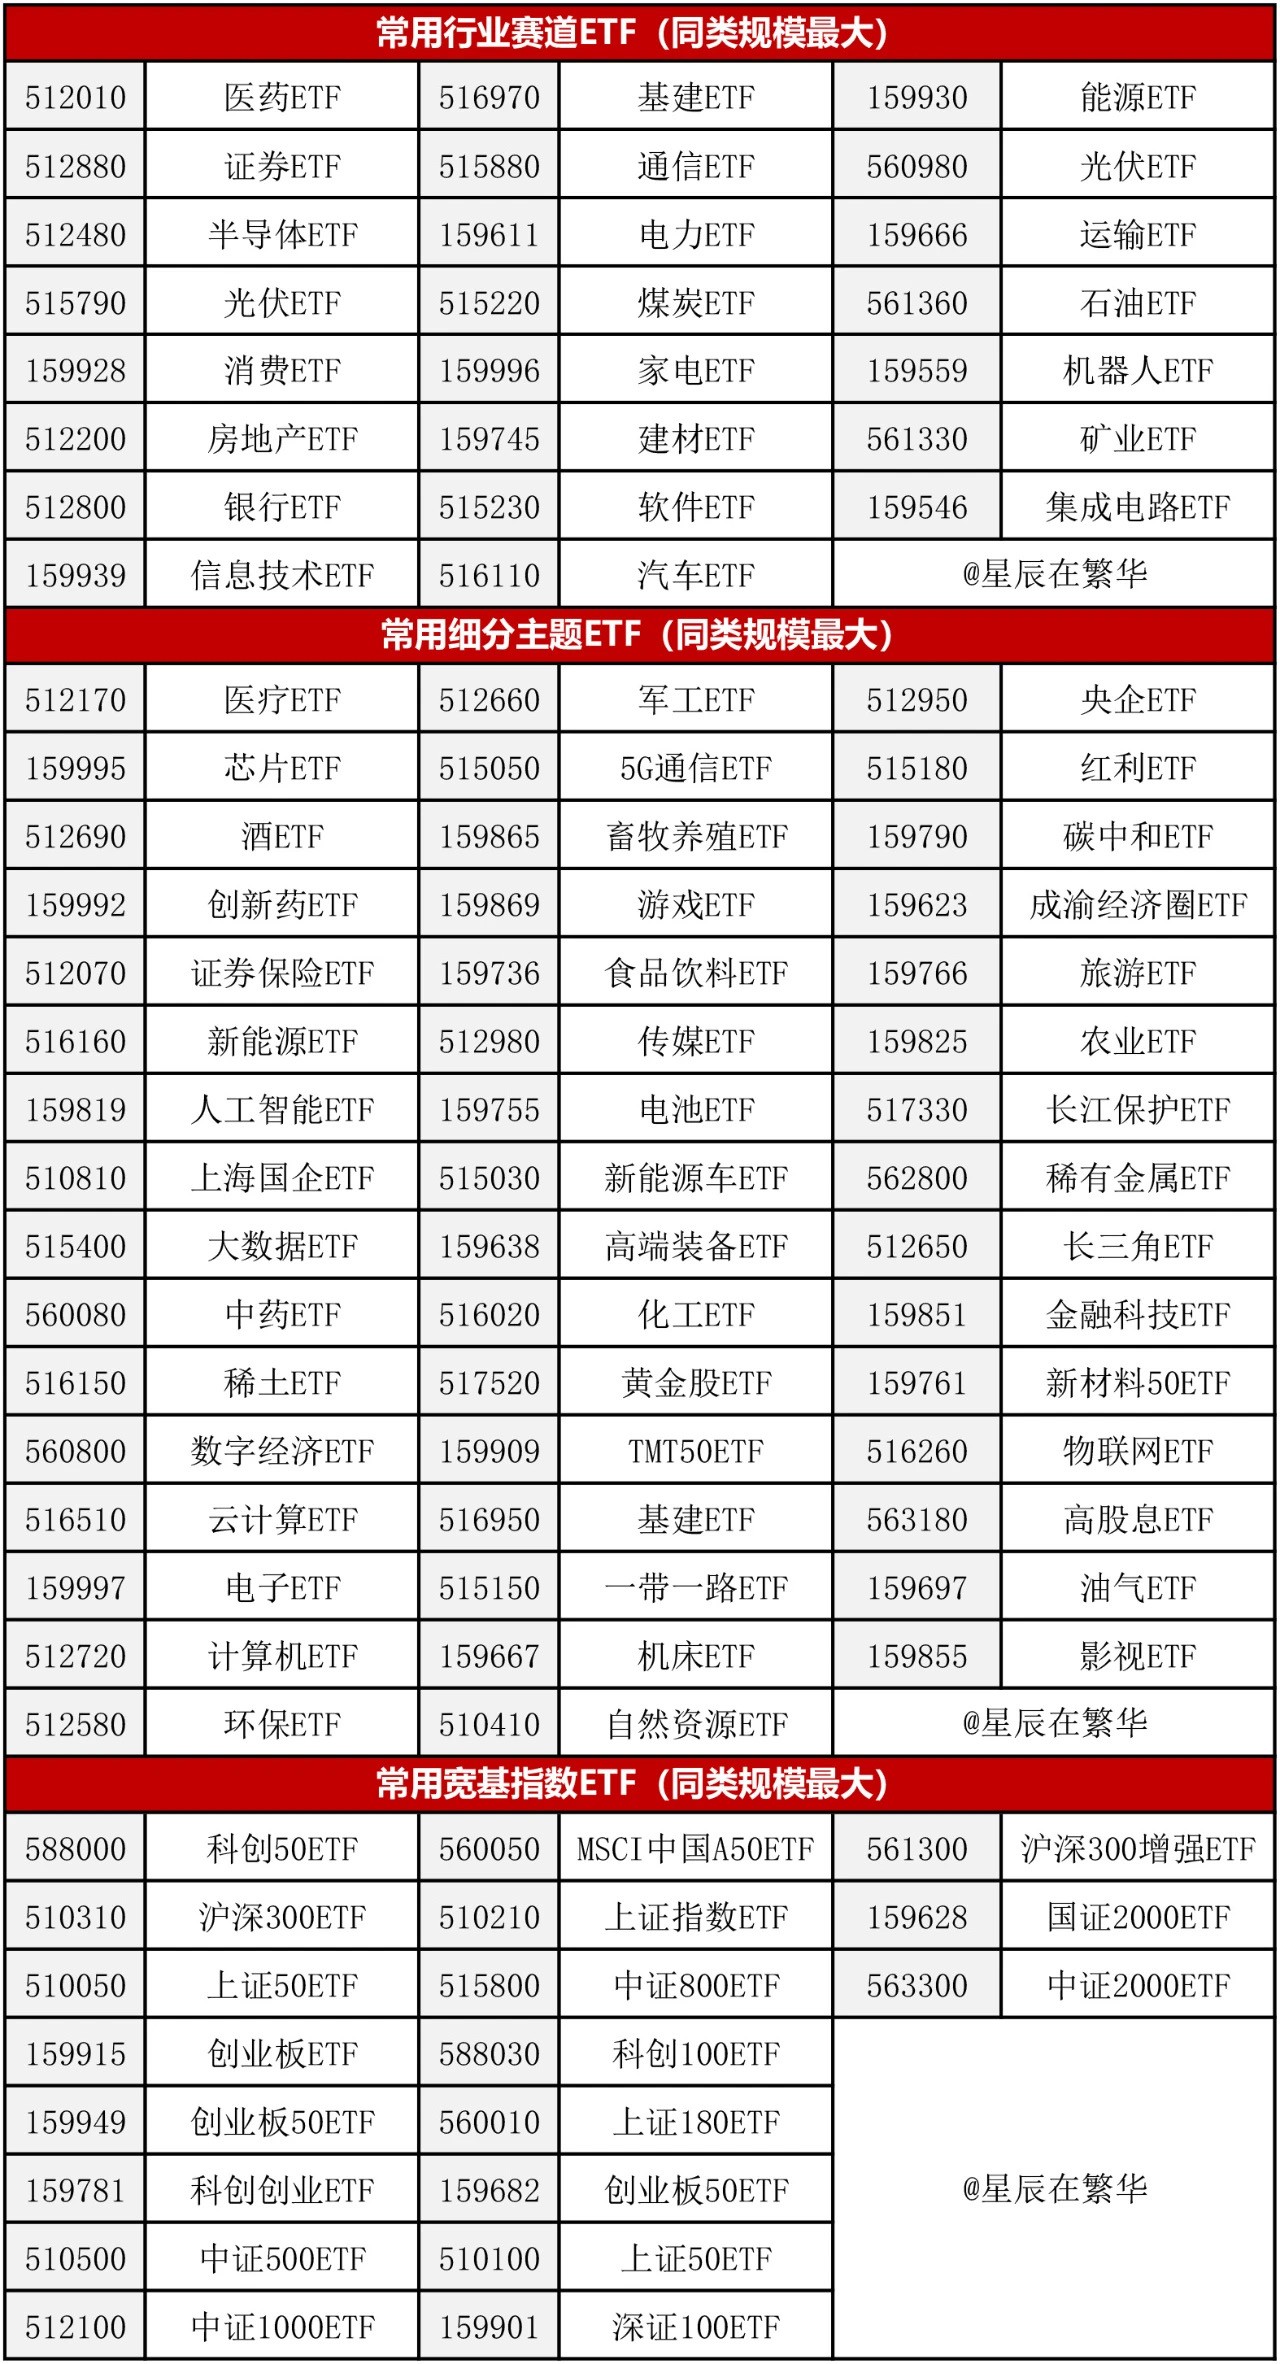 常用行业赛道ETF（同类规模最大）
512010 医药ETF 516970 基建ETF 159930 能源ETF
512880 证券ETF 515880 通信ETF 560980 光伏ETF
512480 半导体ETF 159611 电力ETF 159666 运输ETF
515790 光伏ETF 515220 煤炭ETF 561360 石油ETF
159928 消费ETF 159996 家电ETF 159559 机器人ETF
512200 房地产ETF 159745 建材ETF 561330 矿业ETF
512800 银行ETF 515230 软件ETF 159546 集成电路ETF
159939 信息技术ETF 516110 汽车ETF @星辰在繁华
常用细分主题ETF（同类规模最大）
512170 医疗ETF 512660 军工ETF 512950 央企ETF
159995 芯片ETF 515050 5G通信ETF 515180 红利ETF
512690 酒ETF 159865 畜牧养殖ETF 159790 碳中和ETF
159992 创新药ETF 159869 游戏ETF 159623 成渝经济圈ETF
512070 证券保险ETF 159736 食品饮料ETF 159766 旅游ETF
516160 新能源ETF 512980 传媒ETF 159825 农业ETF
159819 人工智能ETF 159755 电池ETF 517330 长江保护ETF
510810 上海国企ETF 515030 新能源车ETF 562800 稀有金属ETF
515400 大数据ETF 159638 高端装备ETF 512650 长三角ETF
560080 中药ETF 516020 化工ETF 159851 金融科技ETF
516150 稀土ETF 517520 黄金股ETF 159761 新材料50ETF
560800 数字经济ETF 159909 TMT50ETF 516260 物联网ETF
516510 云计算ETF 516950 基建ETF 563180 高股息ETF
159997 电子ETF 515150 一带一路ETF 159697 油气ETF
512720 计算机ETF 159667 机床ETF 159855 影视ETF
512580 环保ETF 510410 自然资源ETF @星辰在繁华
常用宽基指数ETF（同类规模最大）
588000 科创50ETF 560050 MSCI中国A50ETF 561300 沪深300增强ETF
510310 沪深300ETF 510210 上证指数ETF 159628 国证2000ETF
510050 上证50ETF 515800 中证800ETF 563300 中证2000ETF
159915 创业板ETF 588030 科创100ETF
159949 创业板50ETF 560010 上证180ETF
159781 科创创业ETF 159682 创业板50ETF @星辰在繁华
510500 中证500ETF 510100 上证50ETF
512100 中证1000ETF 159901 深证100ETF